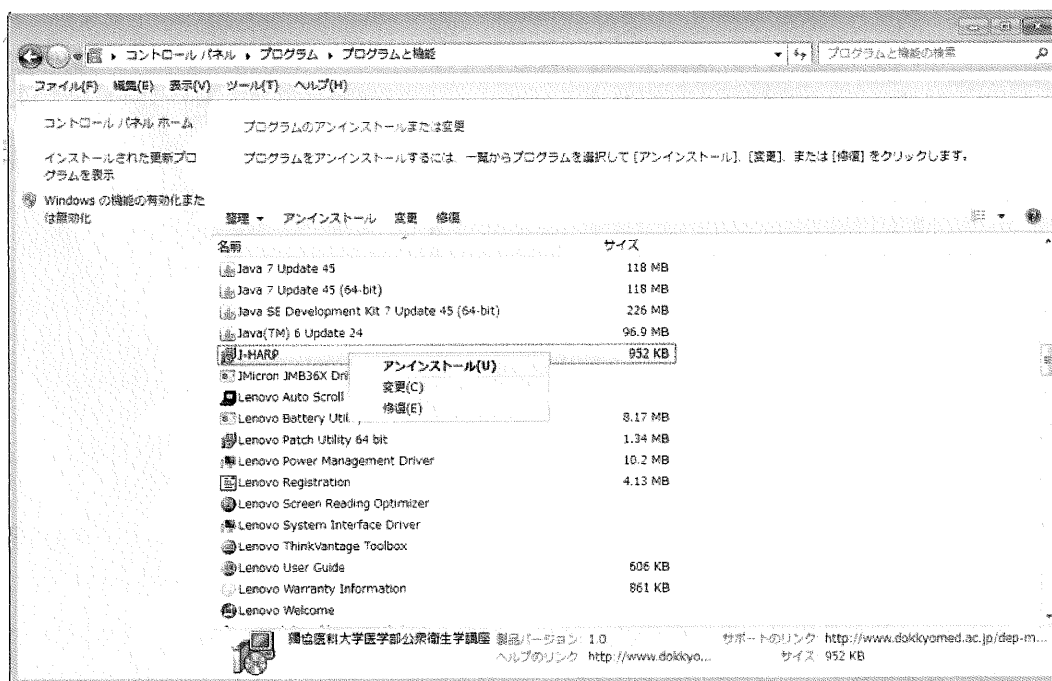 コントロール パネル ▸ プログラム ▸ プログラムと機能
プログラムと機能の検索
ファイル(F) 編集(E) 表示(V) ツール(T) ヘルプ(H)
コントロール パネル ホーム
インストールされた更新プロ
グラムを表示
Windows の機能の有効化また
は無効化
プログラムのアンインストールまたは変更
プログラムをアンインストールするには、一覧からプログラムを選択して [アンインストール]、[変更]、または [修復] をクリックします。
整理 アンインストール 変更 修復
名前 サイズ
Java 7 Update 45 118 MB
Java 7 Update 45 (64-bit) 118 MB
Java SE Development Kit 7 Update 45 (64-bit) 226 MB
Java(TM) 6 Update 24 96.9 MB
J-HARP 952 KB
JMicron JMB36X Dri
Lenovo Auto Scroll
Lenovo Battery Util 8.17 MB
アンインストール(U)
変更(C)
修復(E)
Lenovo Patch Utility 64 bit 1.34 MB
Lenovo Power Management Driver 10.2 MB
Lenovo Registration 4.13 MB
Lenovo Screen Reading Optimizer
Lenovo System Interface Driver
Lenovo ThinkVantage Toolbox
Lenovo User Guide 606 KB
Lenovo Warranty Information 861 KB
Lenovo Welcome
獨協医科大学医学部公衆衛生学講座 製品バージョン: 1.0 サポートのリンク: http://www.dokkyomed.ac.jp/dep-m...
ヘルプのリンク: http://www.dokkyo... サイズ: 952 KB